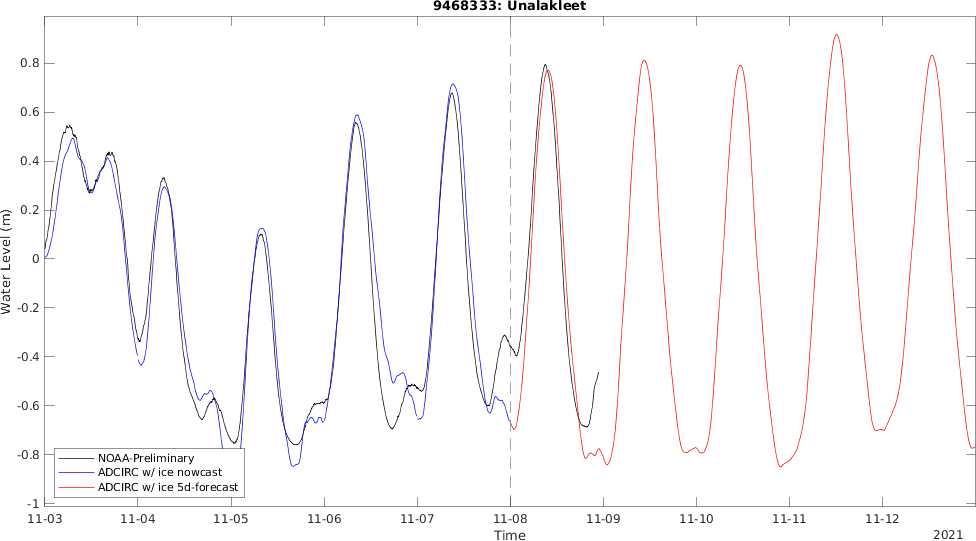 9468333: Unalakleet
Water Level (m)
0.8
0.6
0.4
0.2
0
-0.2
-0.4
-0.6
-0.8
-1
NOAA-Preliminary
ADCIRC w/ ice nowcast
ADCIRC w/ ice 5d-forecast
11-03 11-04 11-05 11-06 11-07 11-08 11-09 11-10 11-11 11-12
Time
2021